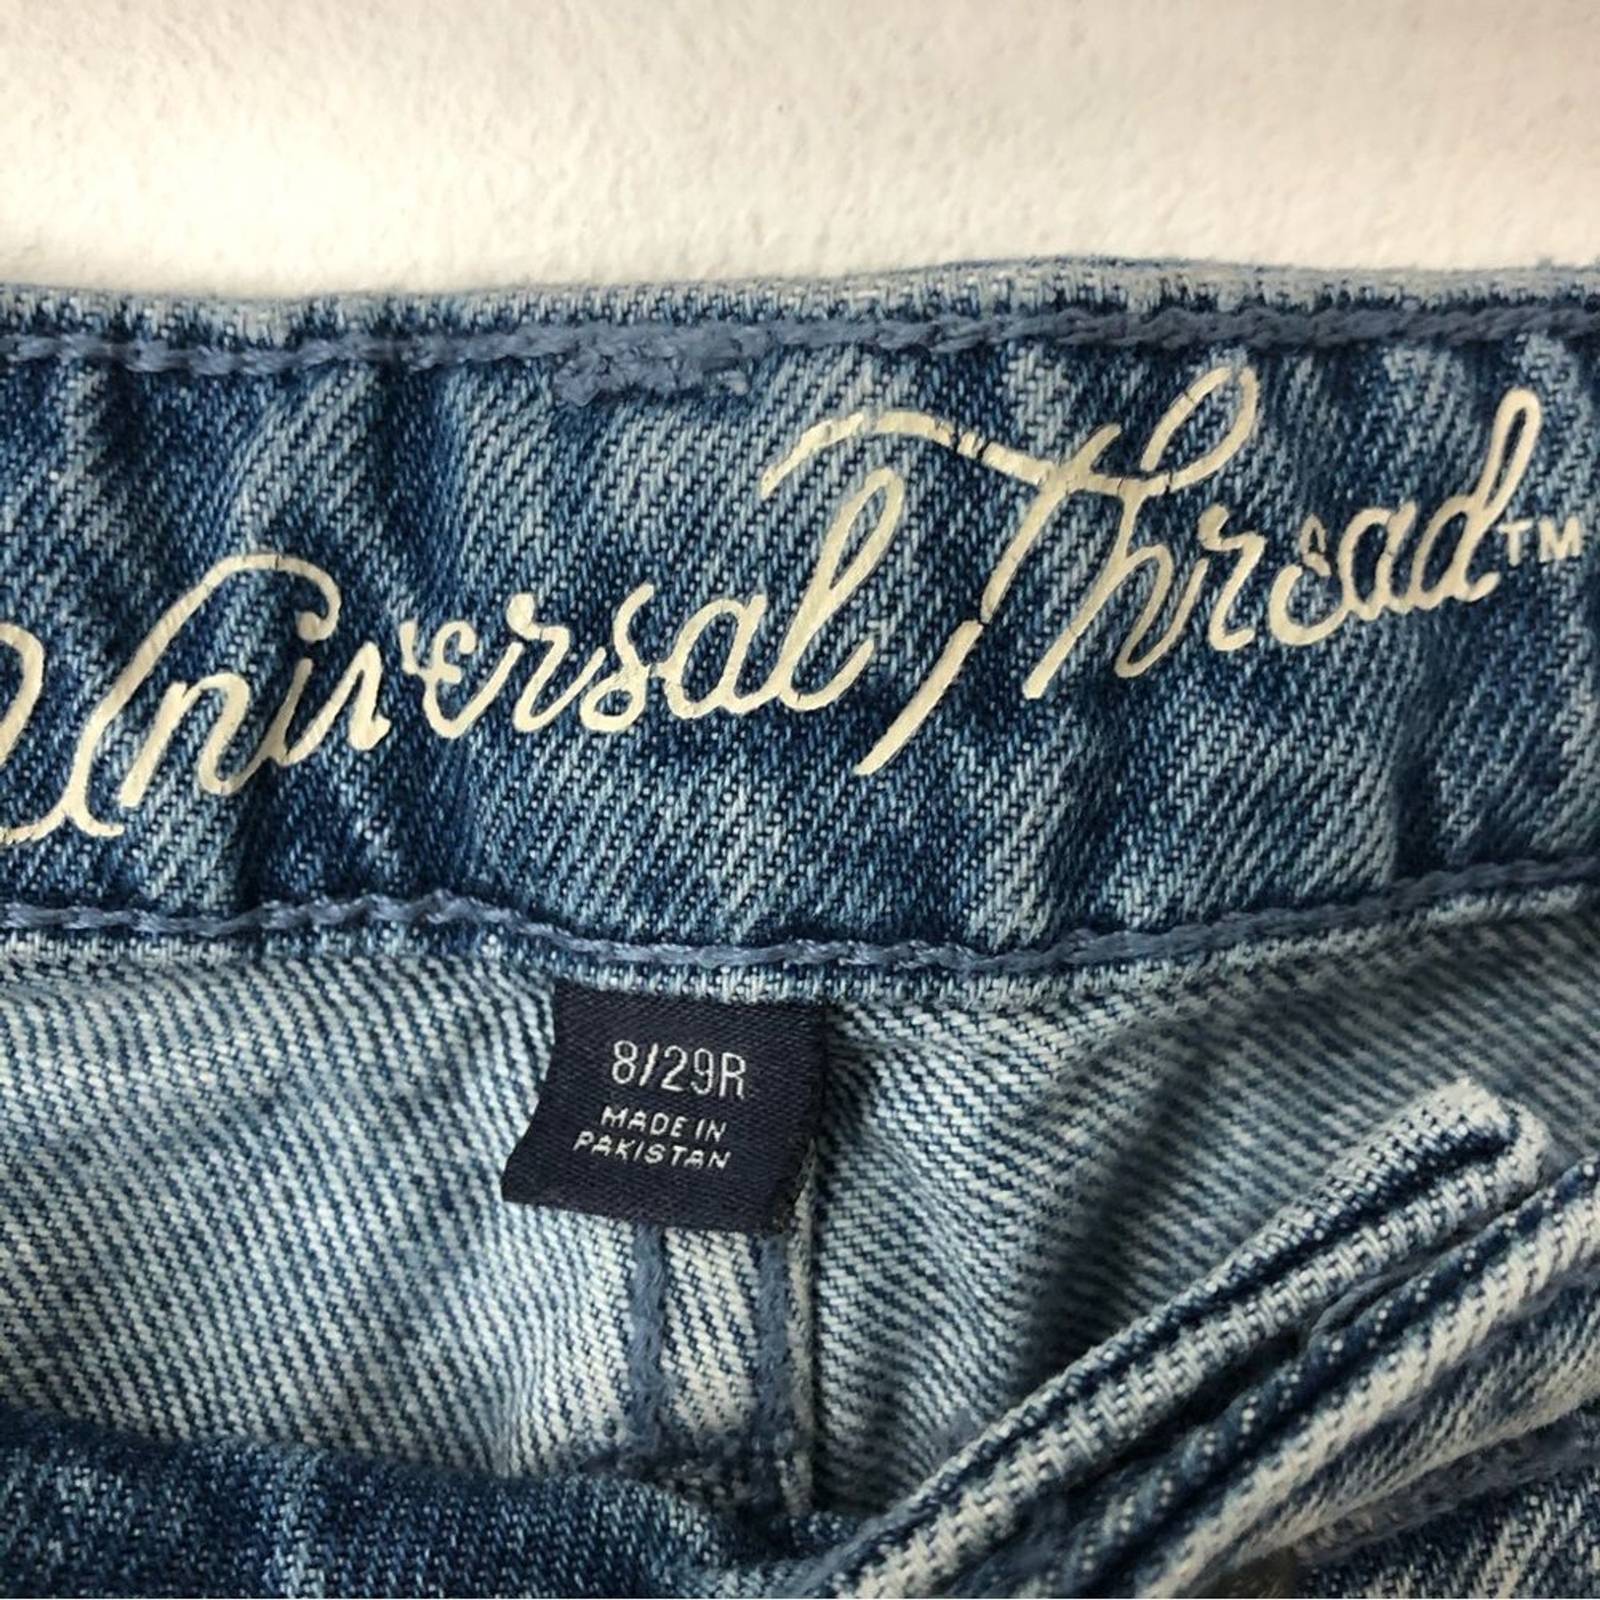 Universal Thread™
8/29R
MADE IN
PAKISTAN